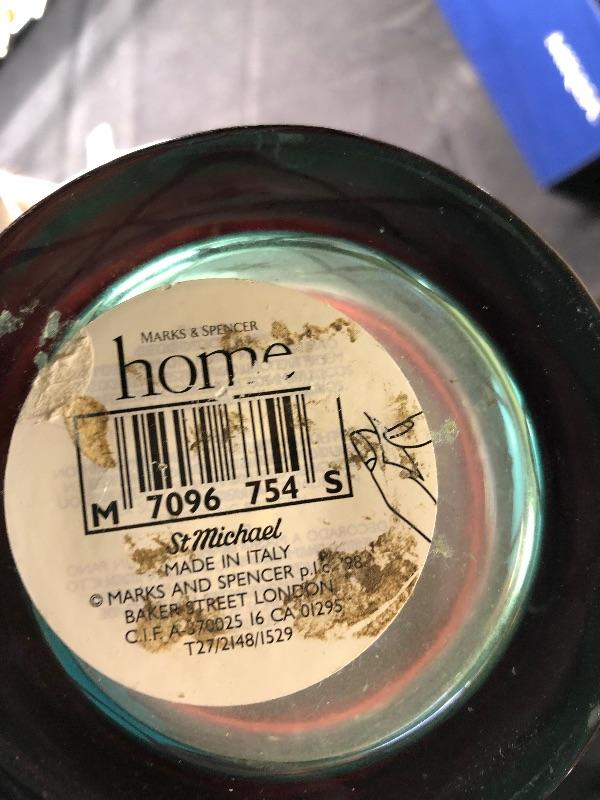 MARKS & SPENCER
home
M 7096 754 S
St Michael
MADE IN ITALY
© MARKS AND SPENCER p.l.c. 98
BAKER STREET LONDON
C.I.F. A-370025 16 CA 01295
T27/2148/1529